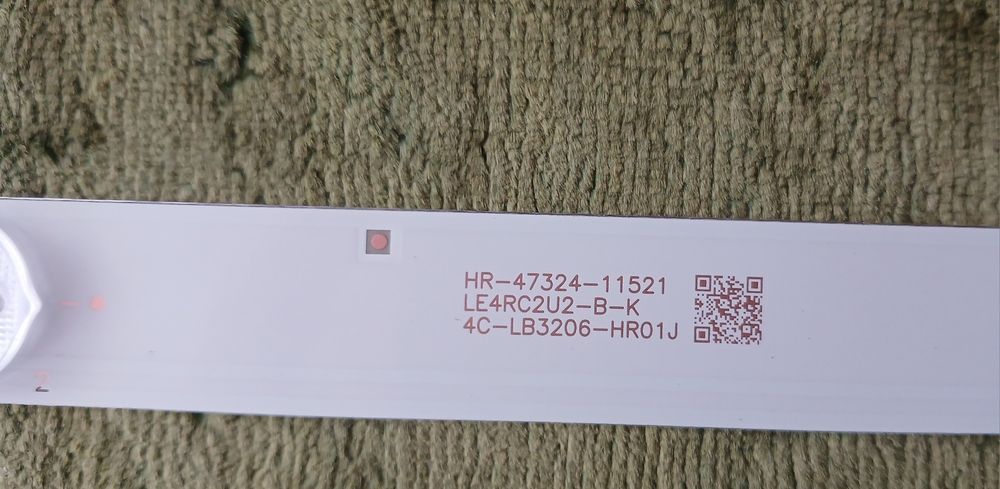 HR-47324-11521
LE4RC2U2-B-K
4C-LB3206-HR01J